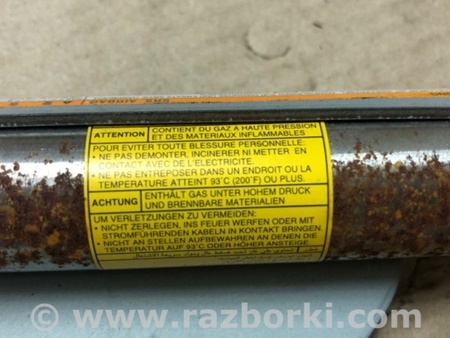 SRS AIRBAG
ATTENTION CONTIENT DU GAZ A HAUTE PRESSION
ET DES MATERIAUX INFLAMMABLES
POUR EVITER TOUTE BLESSURE PERSONNELLE:
• NE PAS DEMONTER, INCINERER NI METTRE EN
CONTACT AVEC DE L'ELECTRICITE.
• NE PAS ENTREPOSER DANS UN ENDROIT OU LA
TEMPERATURE ATTEINT 93°C (200°F) OU PLUS.
ACHTUNG ENTHÄLT GAS UNTER HOHEM DRUCK
UND BRENNBARE MATERIALIEN
UM VERLETZUNGEN ZU VERMEIDEN:
• NICHT ZERLEGEN, INS FEUER WERFEN ODER MIT
STROMFÜHRENDEN KABELN IN KONTAKT BRINGEN.
• NICHT AN STELLEN AUFBEWAHREN AN DENEN DIE
TEMPERATUR AUF 93°C ODER HÖHER ANSTEIGE
www.razborki.com